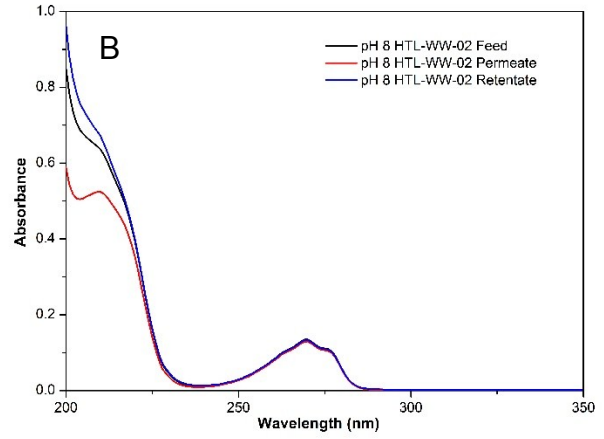 B
pH 8 HTL-WW-02 Feed
pH 8 HTL-WW-02 Permeate
pH 8 HTL-WW-02 Retentate
Absorbance
1.0
0.8
0.6
0.4
0.2
0.0
200
250
300
350
Wavelength (nm)